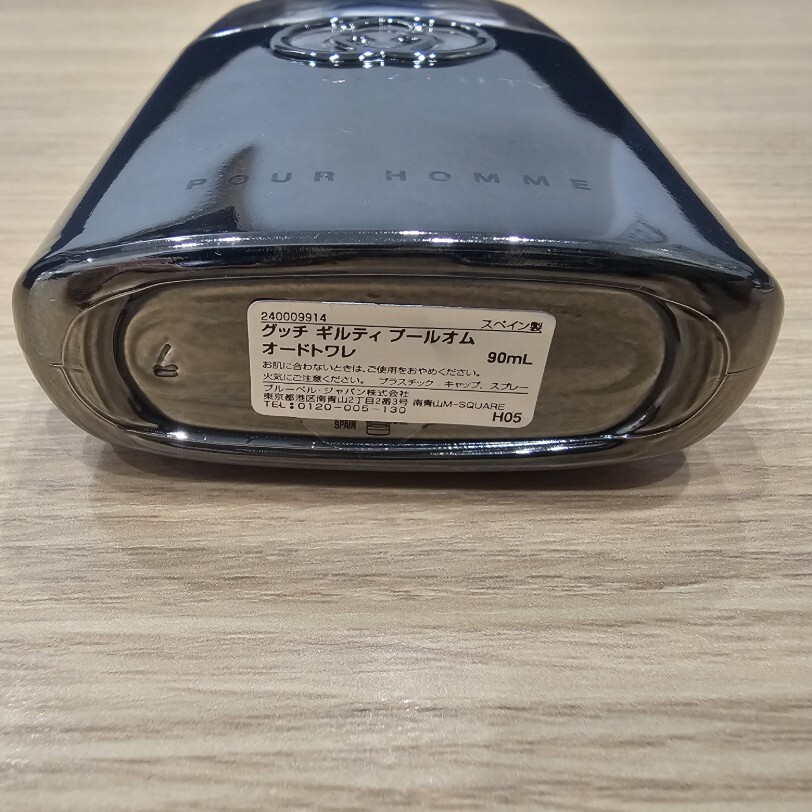 POUR HOMME
240009914 スペイン製
グッチ ギルティ プールオム
オードトワレ 90mL
お肌に合わないときは、ご使用をおやめください。
火気にご注意ください。 プラスチック キャップ、スプレー
ブルーベル・ジャパン株式会社
東京都港区南青山2丁目2番3号 南青山M-SQUARE
TEL:0120-005-130 H05
SPAIN